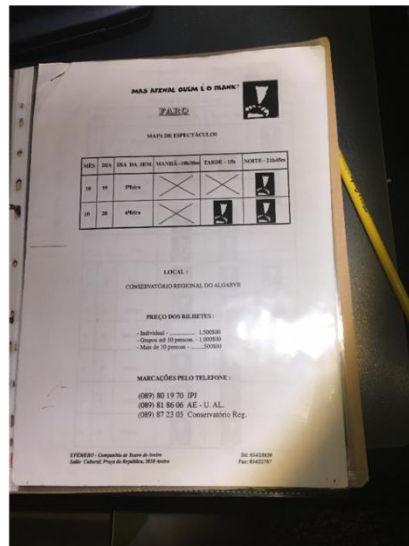 MAS AFINAL QUEM É O FRANK?
FARO
MAPA DE ESPECTÁCULOS
MÊS DIA DIA DA SEM. MANHÃ - 10h30m TARDE - 15h NOITE - 21h45m
10 19 5ªfeira
10 20 6ªfeira
LOCAL :
CONSERVATÓRIO REGIONAL DO ALGARVE
PREÇO DOS BILHETES :
- Individual - .................. 1.500$00
- Grupos até 10 pessoas - 1.000$00
- Mais de 10 pessoas - ........500$00
MARCAÇÕES PELO TELEFONE :
(089) 80 19 70 IPJ
(089) 81 86 06 AE - U. AL.
(089) 87 23 03 Conservatório Reg.
EFÉMERO - Companhia de Teatro de Aveiro
Salão Cultural, Praça da República, 3810 Aveiro
Fax: